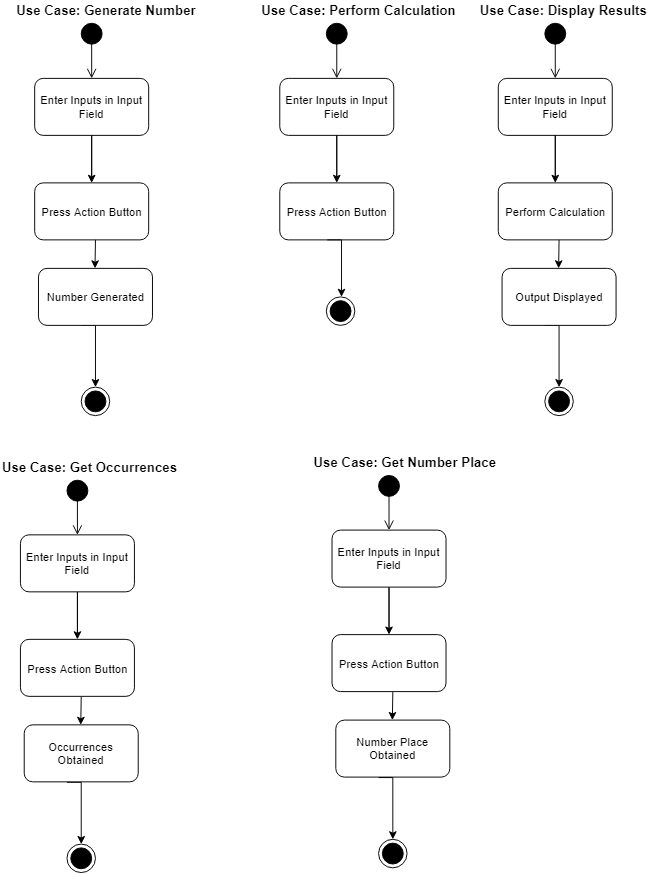 Use Case: Generate Number
Enter Inputs in Input
Field
Press Action Button
Number Generated
Use Case: Perform Calculation
Enter Inputs in Input
Field
Press Action Button
Use Case: Display Results
Enter Inputs in Input
Field
Perform Calculation
Output Displayed
Use Case: Get Occurrences
Enter Inputs in Input
Field
Press Action Button
Occurrences
Obtained
Use Case: Get Number Place
Enter Inputs in Input
Field
Press Action Button
Number Place
Obtained